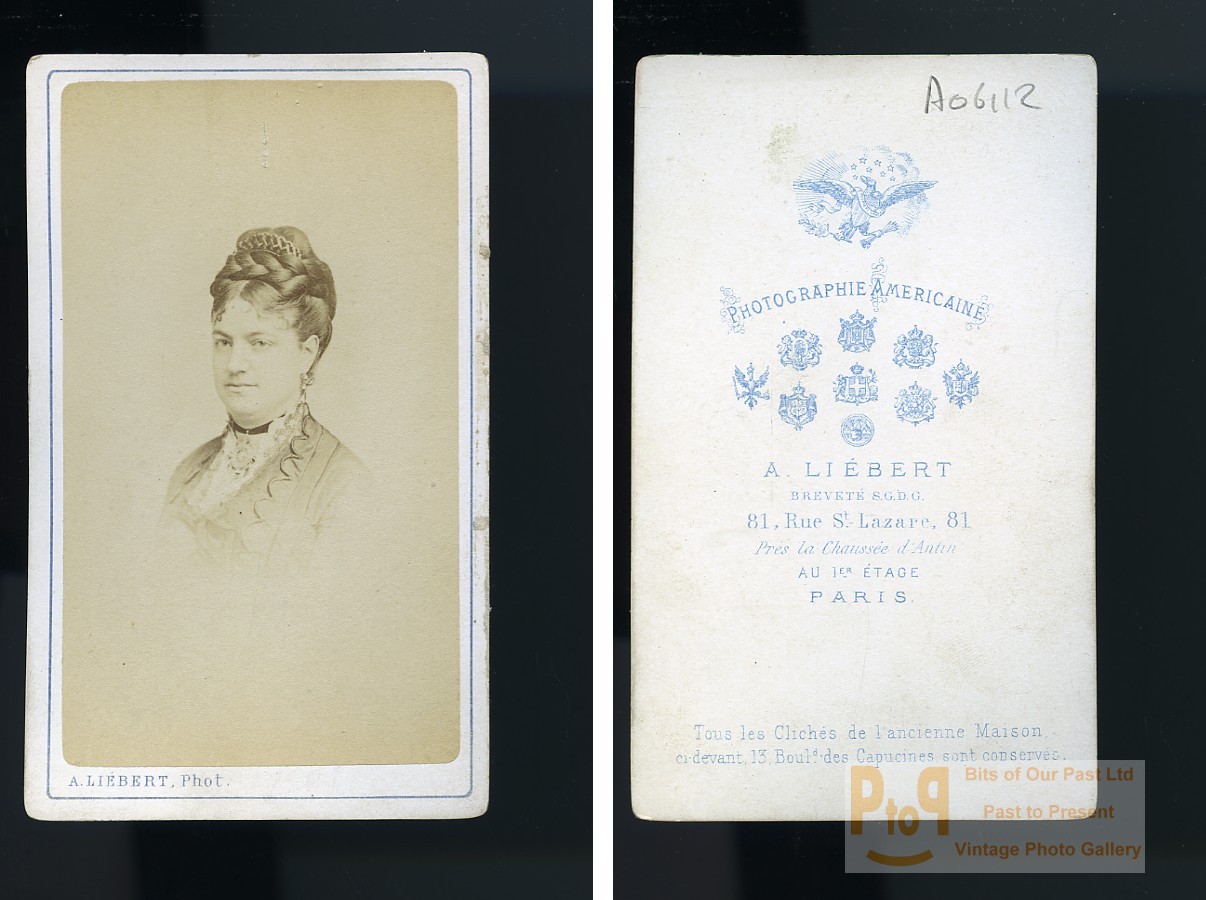 A. LIÉBERT, Phot.
A06112
PHOTOGRAPHIE AMERICAINE
A. LIÉBERT
BREVETÉ S.G.D.G.
81, Rue St. Lazare, 81
Près la Chaussée d'Antin
AU 1ER ÉTAGE
PARIS.
Tous les Clichés de l'ancienne Maison
ci-devant, 13, Bould. des Capucines sont conservés.
PtoP
Bits of Our Past Ltd
Past to Present
Vintage Photo Gallery